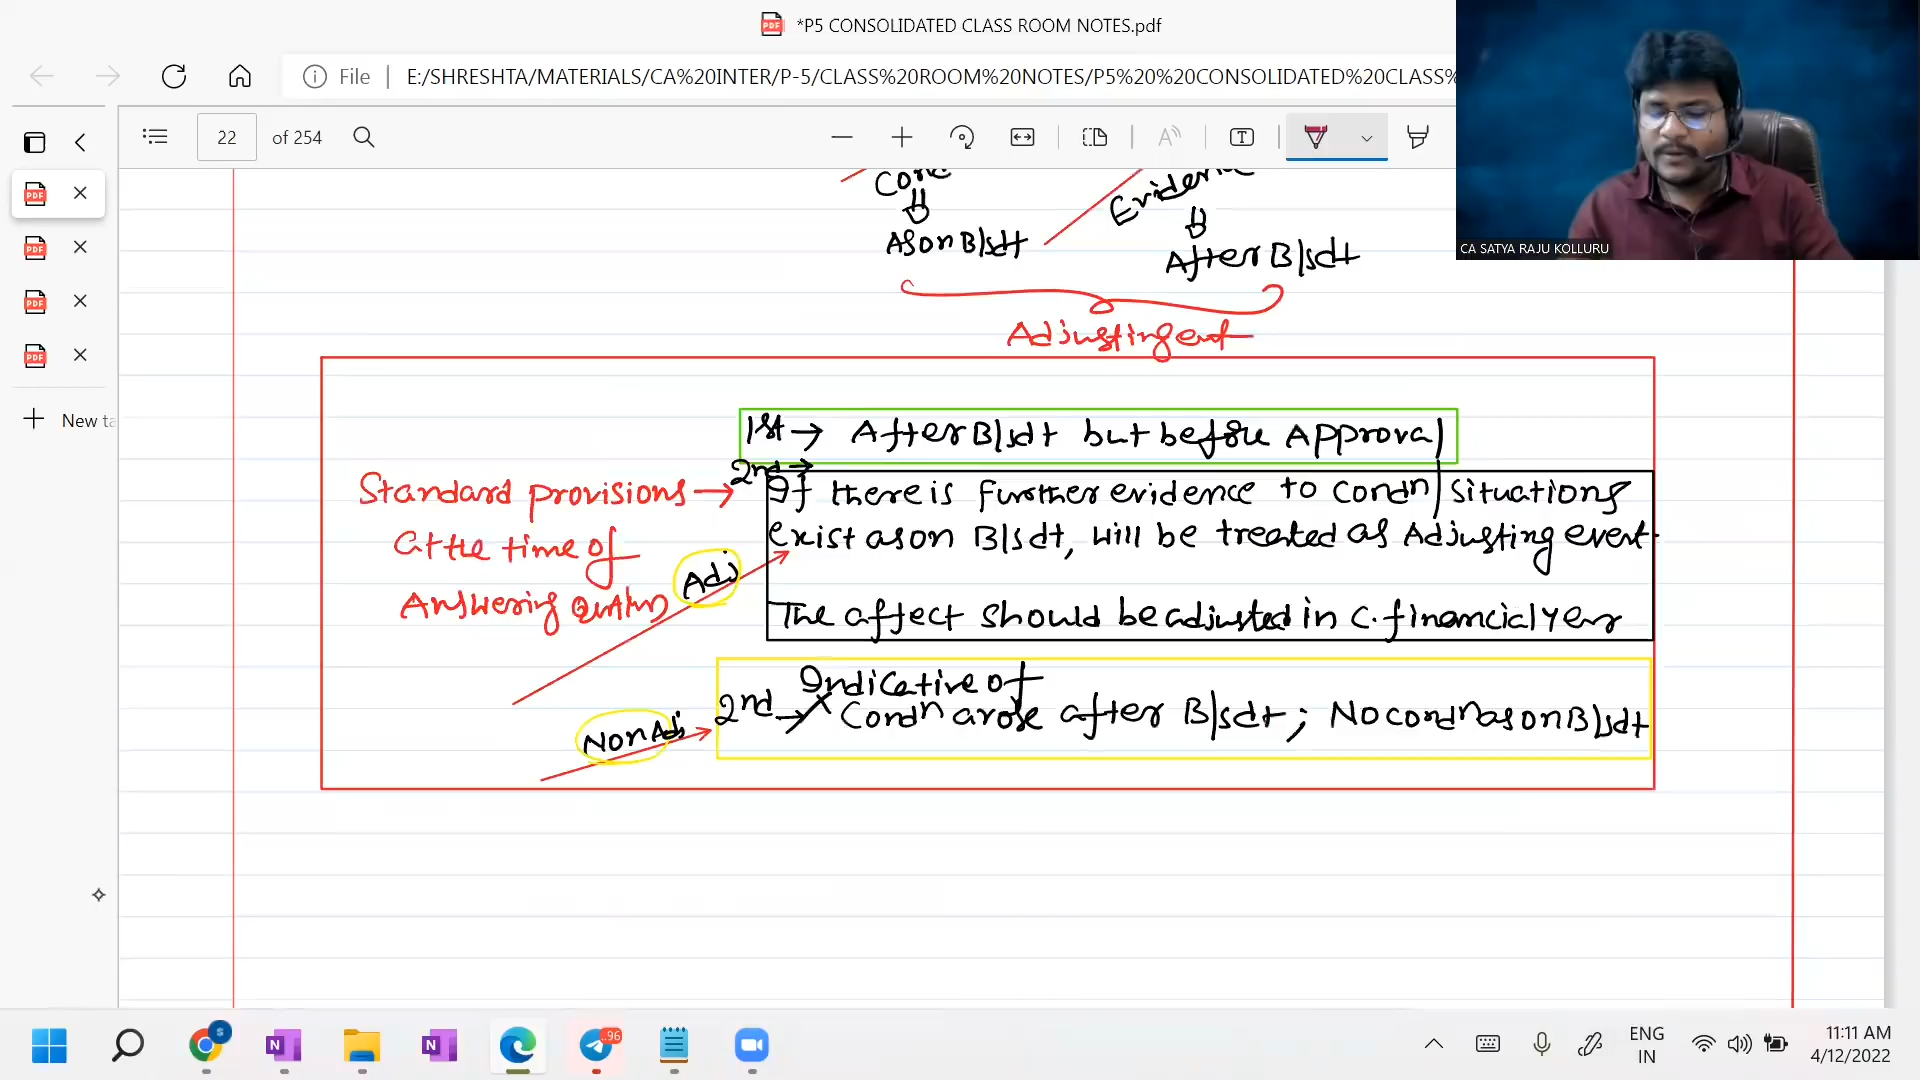 *P5 CONSOLIDATED CLASS ROOM NOTES.pdf
File
E:/SHRESHTA/MATERIALS/CA%20INTER/P-5/CLASS%20ROOM%20NOTES/P5%20%20CONSOLIDATED%20CLASS%
22 of 254
New ta
CA SATYA RAJU KOLLURU
Evidence
As on B/s dt
After B/s dt
Adjusting ent
1st → After B/s dt but before Approval
2nd →
Standard provisions →
at the time of
Answering
If there is further evidence to condn/situations
exist as on B/s dt, will be treated as Adjusting event.
Adj
The affect should be adjusted in c. financial year
Indicative of
2nd → Condn arose after B/s dt; No condn as on B/s dt
Non Adj
96
ENG
IN
11:11 AM
4/12/2022